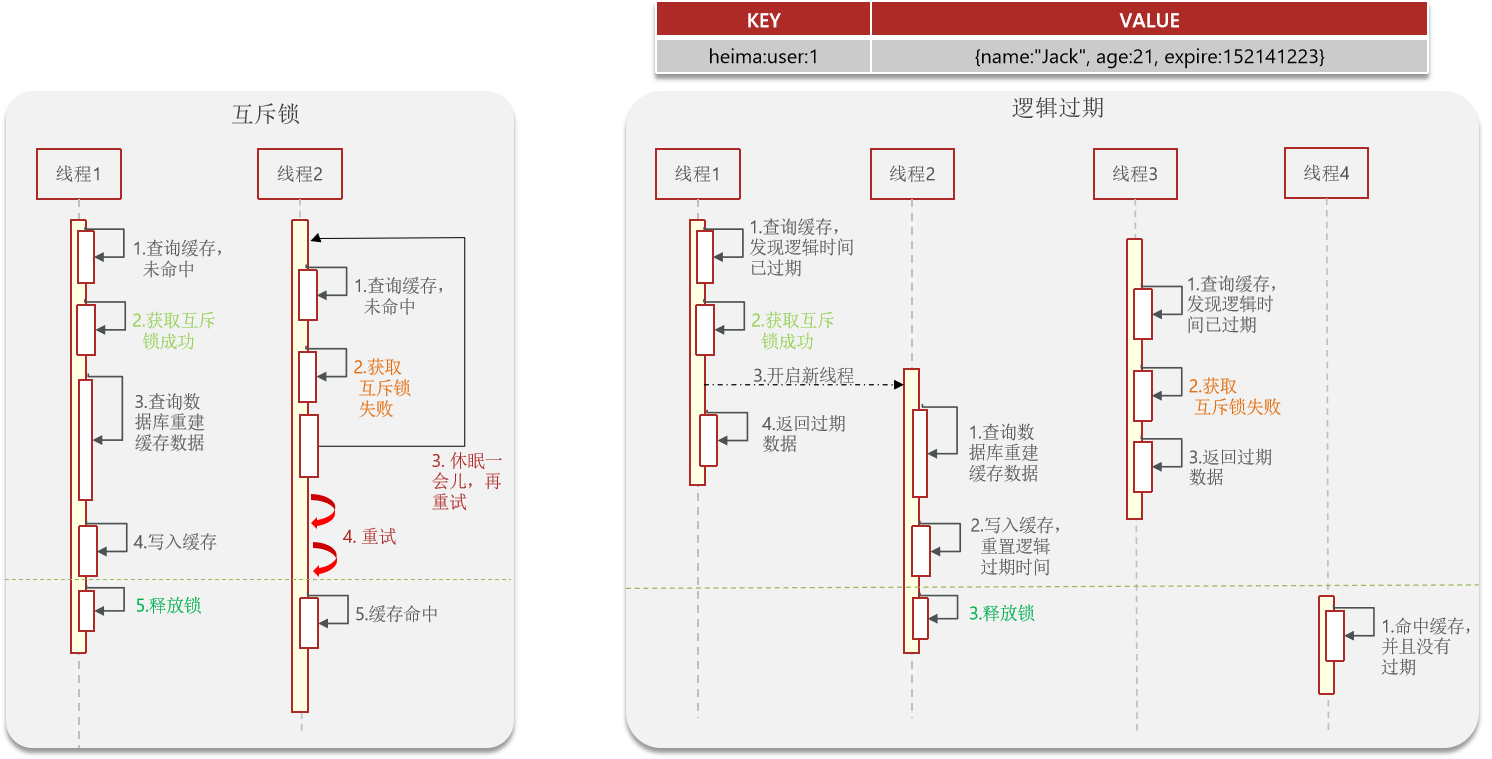 KEY VALUE
heima:user:1 {name:"Jack", age:21, expire:152141223}
互斥锁
线程1 线程2
1.查询缓存，
未命中
2.获取互斥
锁成功
3.查询数
据库重建
缓存数据
4.写入缓存
5.释放锁
1.查询缓存，
未命中
2.获取
互斥锁
失败
3. 休眠一
会儿，再
重试
4. 重试
5.缓存命中
逻辑过期
线程1 线程2 线程3 线程4
1.查询缓存，
发现逻辑时间
已过期
2.获取互斥
锁成功
3.开启新线程
4.返回过期
数据
1.查询数
据库重建
缓存数据
2.写入缓存，
重置逻辑
过期时间
3.释放锁
1.查询缓存，
发现逻辑时
间已过期
2.获取
互斥锁失败
3.返回过期
数据
1.命中缓存，
并且没有
过期